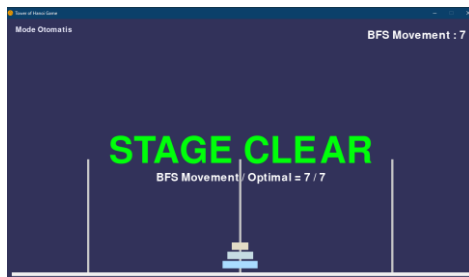 Tower of Hanoi Game
Mode Otomatis
BFS Movement : 7
STAGE CLEAR
BFS Movement / Optimal = 7 / 7